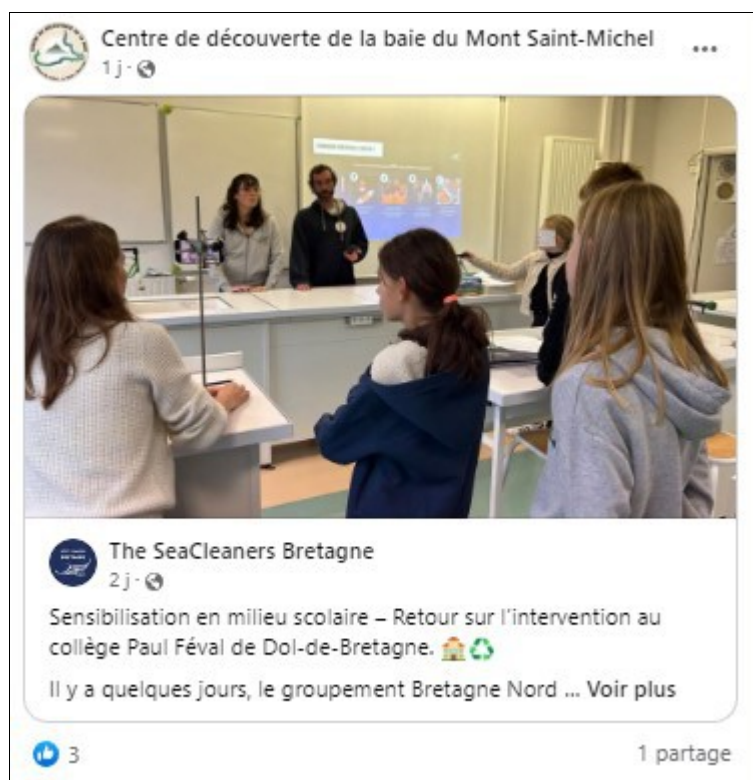 Centre de découverte de la baie du Mont Saint-Michel
1 j ·
The SeaCleaners Bretagne
2 j ·
Sensibilisation en milieu scolaire – Retour sur l'intervention au
collège Paul Féval de Dol-de-Bretagne.
Il y a quelques jours, le groupement Bretagne Nord ... Voir plus
3
1 partage